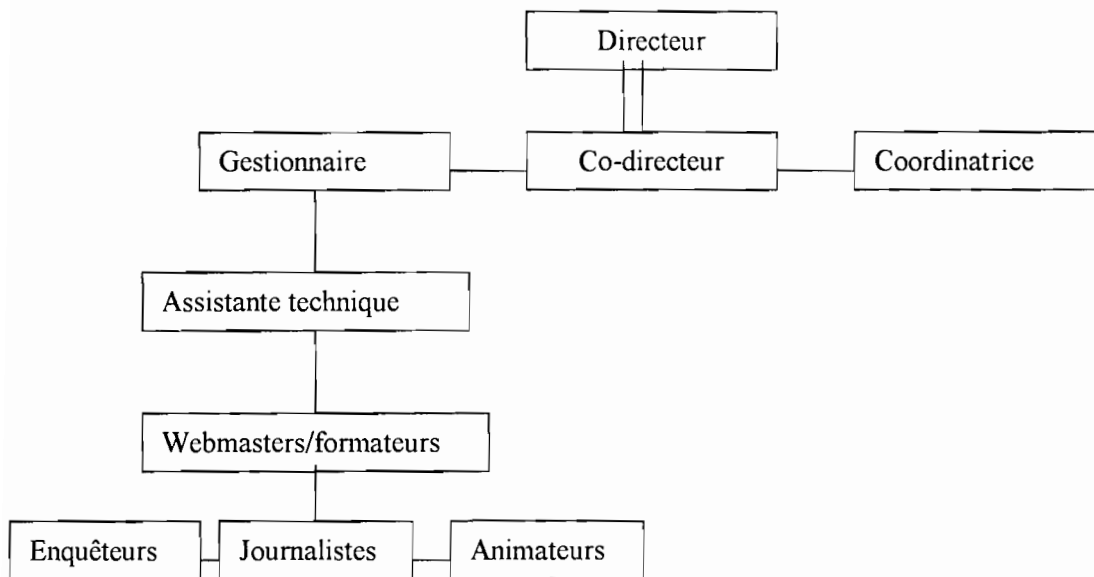 Directeur
Gestionnaire
Co-directeur
Coordinatrice
Assistante technique
Webmasters/formateurs
Enquêteurs
Journalistes
Animateurs